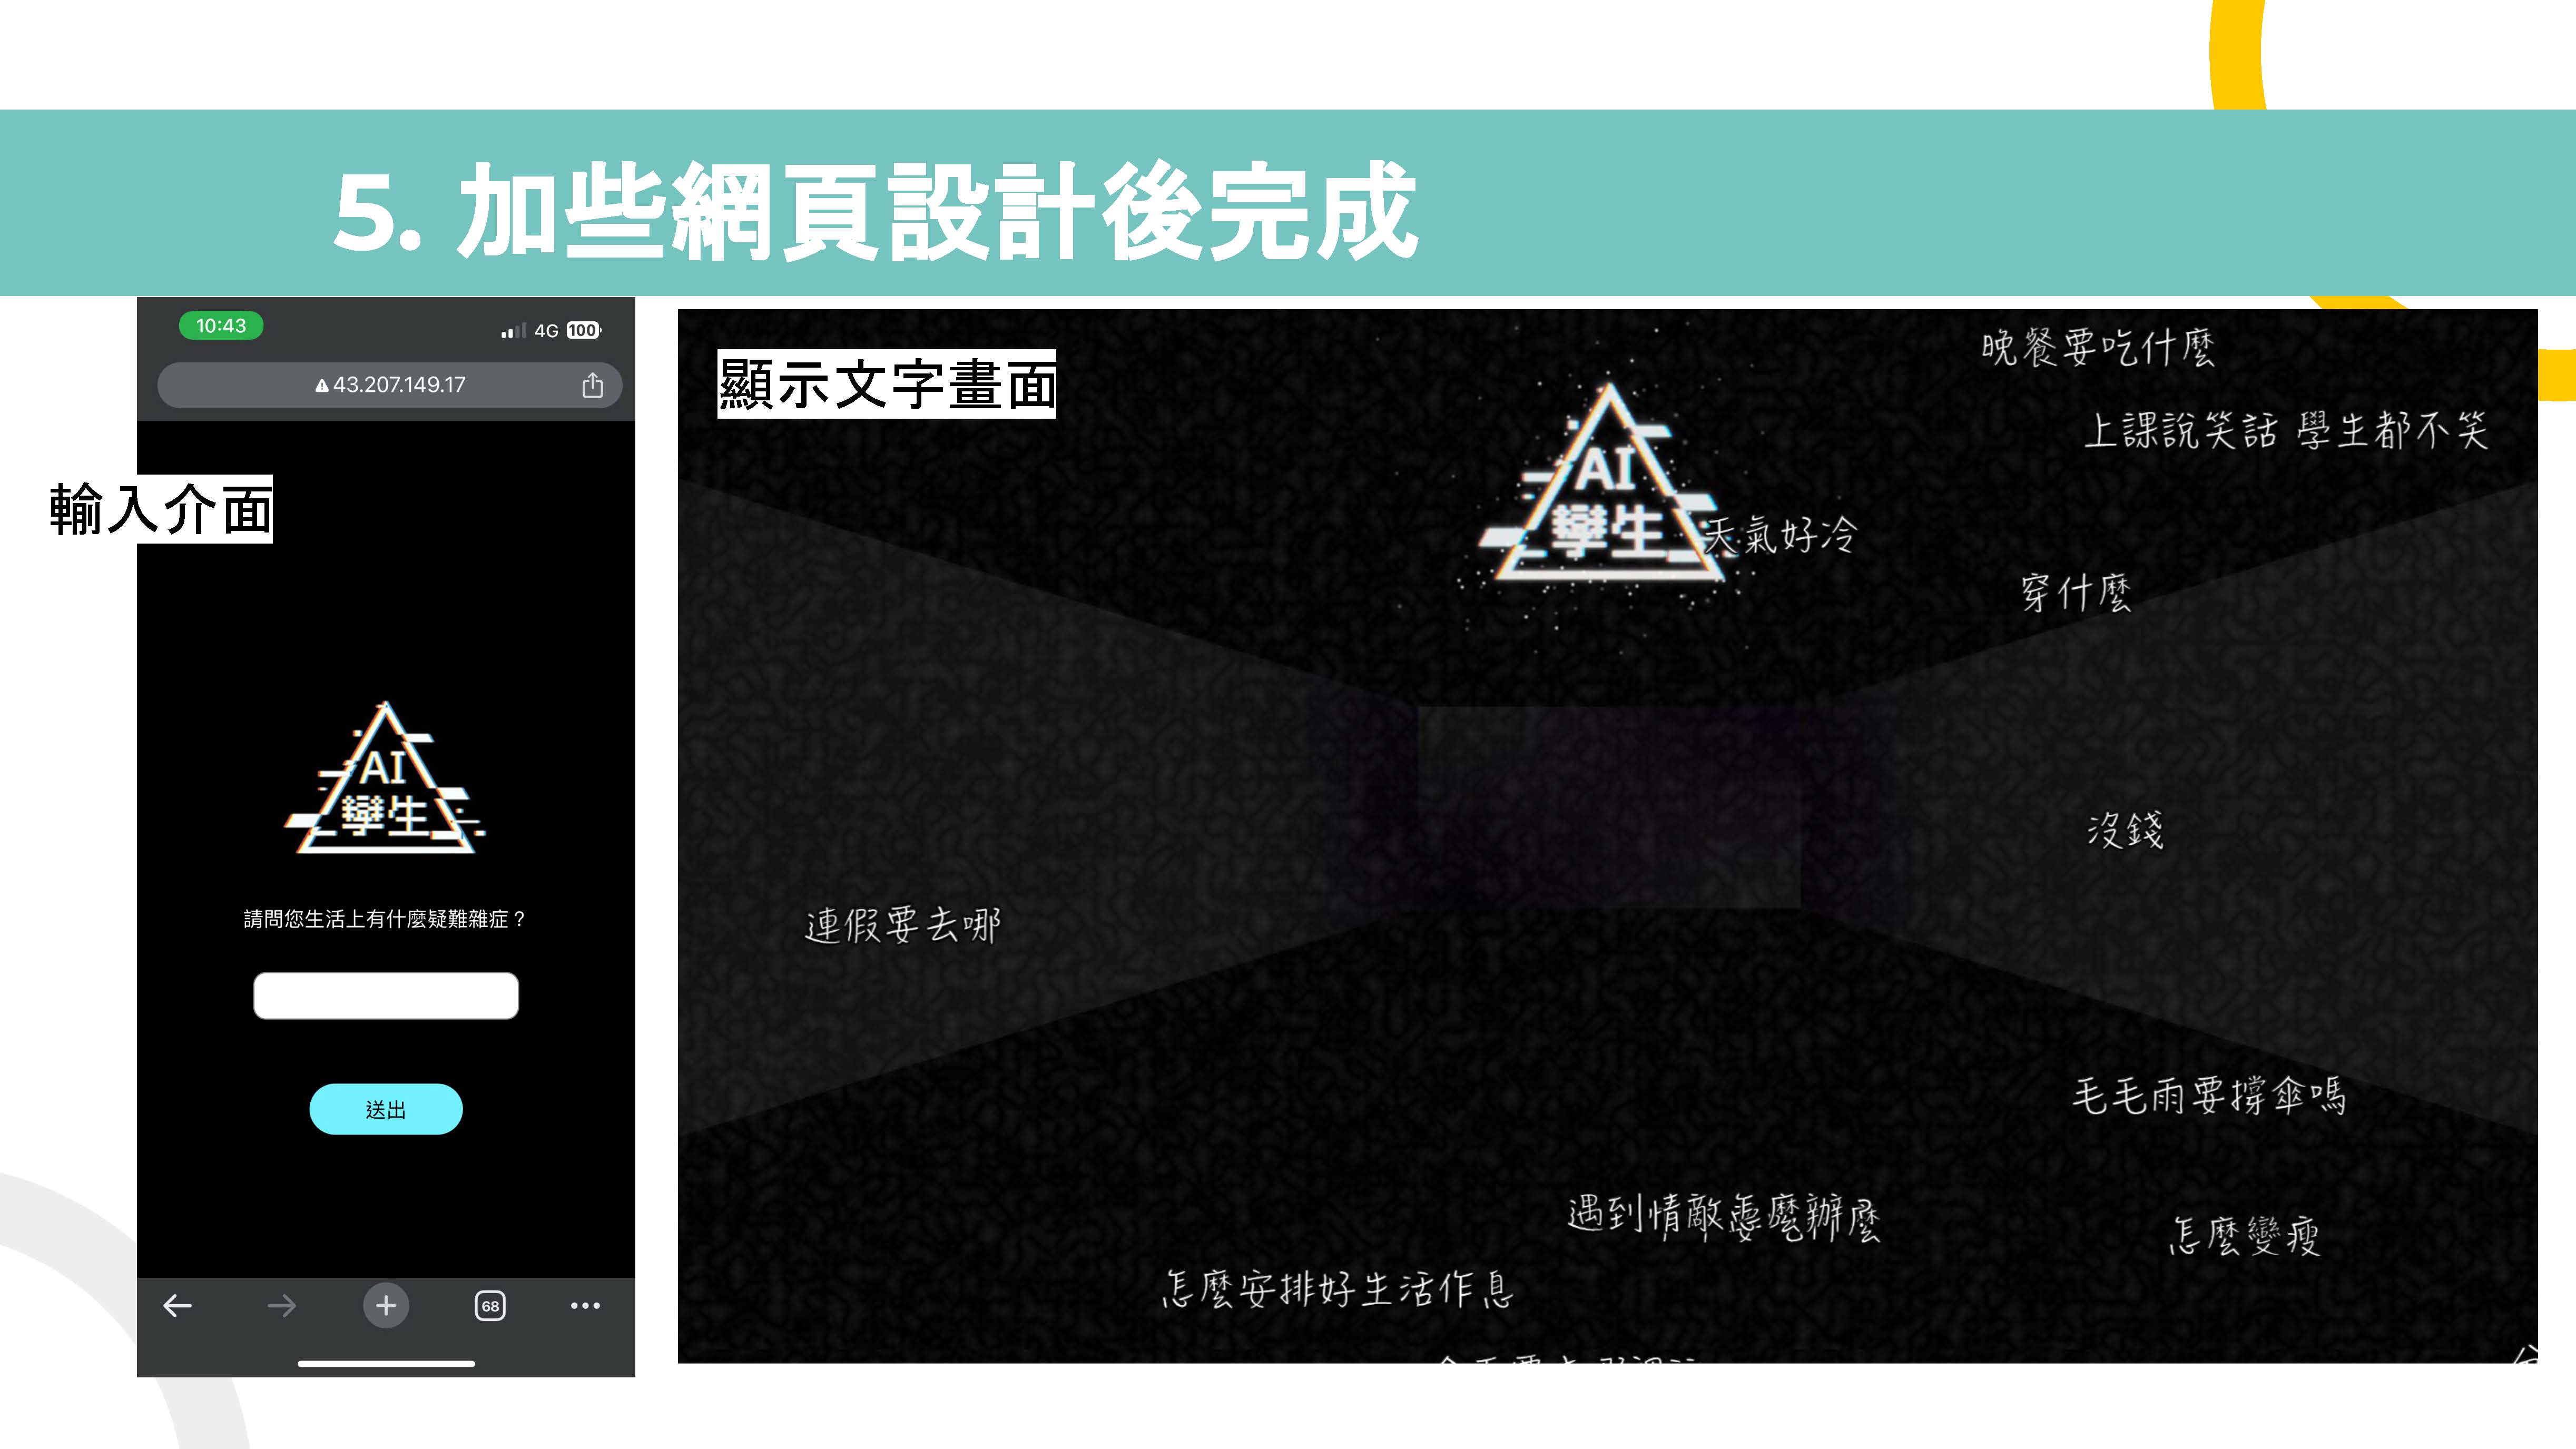 5. 加些網頁設計後完成
10:43
4G 100
43.207.149.17
輸入介面
AI
孿生
請問您生活上有什麼疑難雜症？
送出
68
顯示文字畫面
AI
孿生
晚餐要吃什麼
上課說笑話 學生都不笑
天氣好冷
穿什麼
沒錢
連假要去哪
毛毛雨要撐傘嗎
遇到情敵怎麼辦
怎麼變瘦
怎麼安排好生活作息